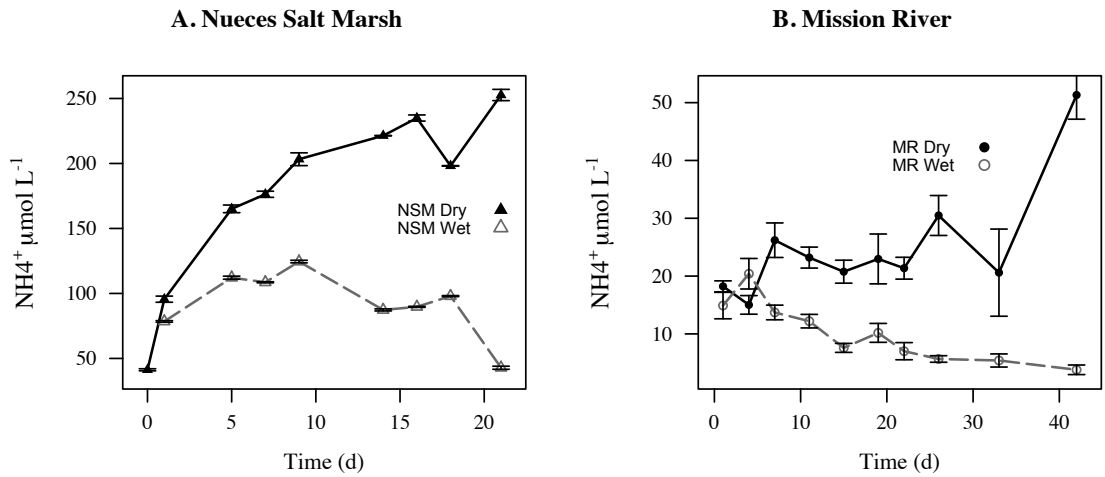 A. Nueces Salt Marsh
NH4⁺ μmol L⁻¹
250
200
150
100
50
NSM Dry
NSM Wet
0 5 10 15 20
Time (d)
B. Mission River
NH4⁺ μmol L⁻¹
50
40
30
20
10
MR Dry
MR Wet
0 10 20 30 40
Time (d)